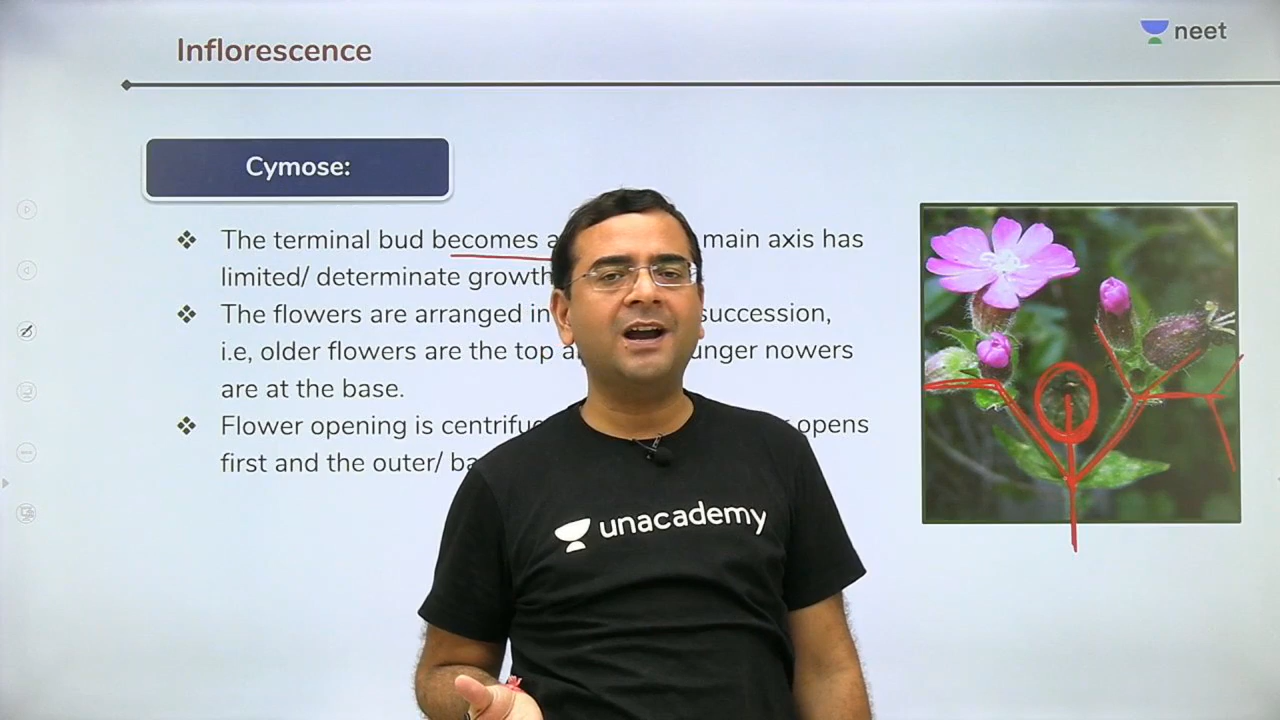 Inflorescence
neet
Cymose:
The terminal bud becomes a main axis has
limited/ determinate growth
The flowers are arranged in succession,
i.e, older flowers are the top a unger nowers
are at the base.
Flower opening is centrifu r opens
first and the outer/ ba
unacademy